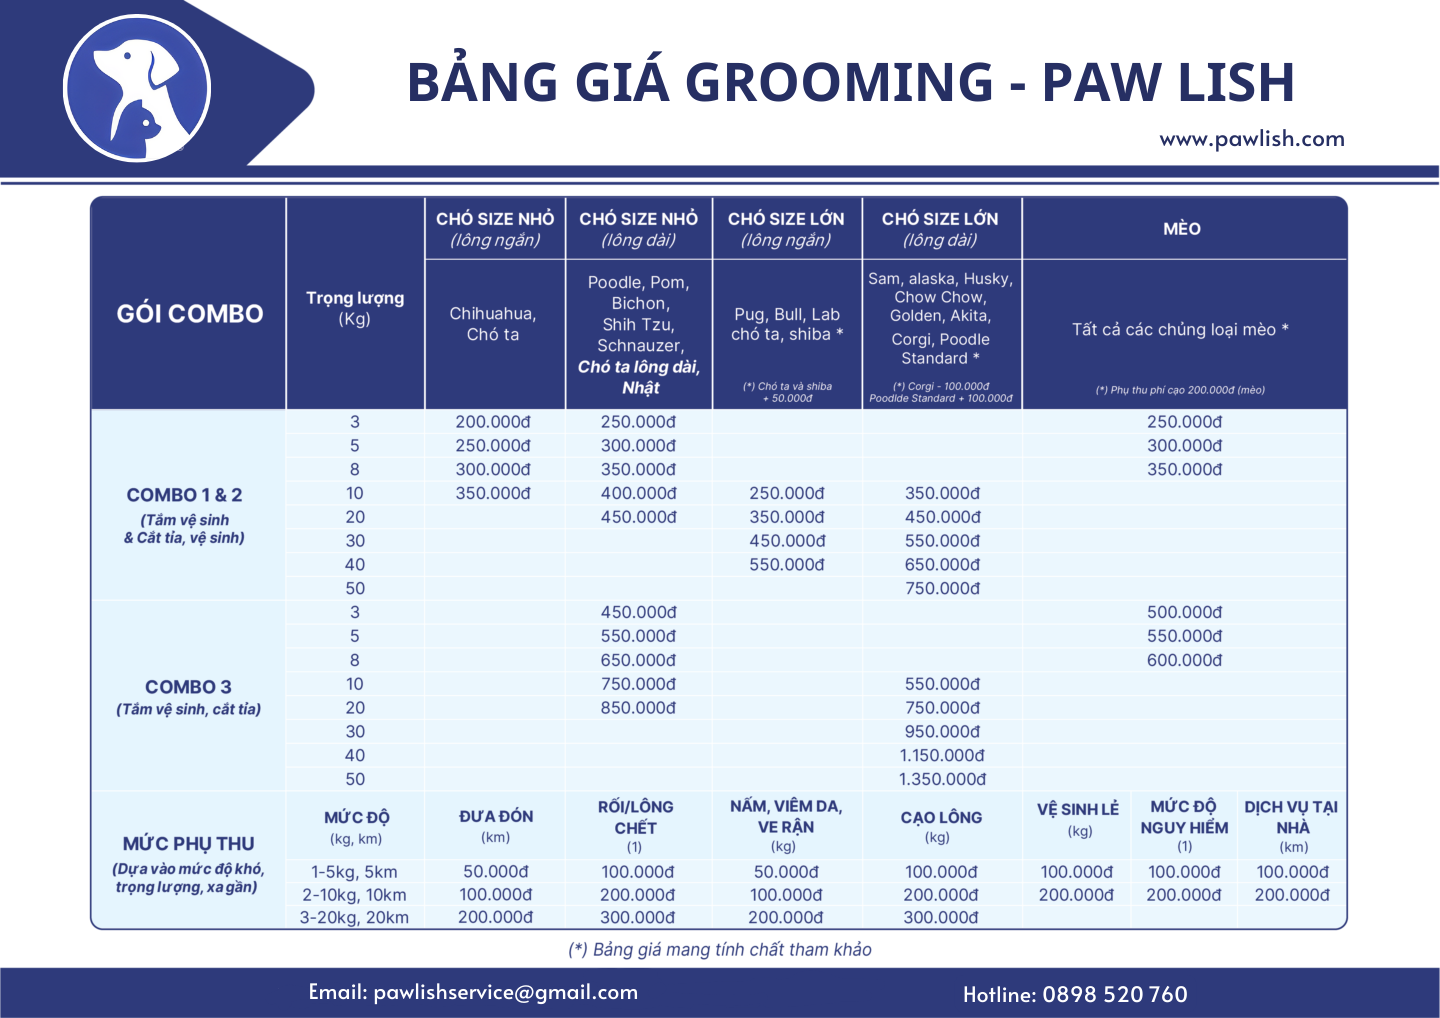 BẢNG GIÁ GROOMING - PAW LISH
www.pawlish.com
GÓI COMBO
Trọng lượng
(Kg)
CHÓ SIZE NHỎ
(lông ngắn)
CHÓ SIZE NHỎ
(lông dài)
CHÓ SIZE LỚN
(lông ngắn)
CHÓ SIZE LỚN
(lông dài)
MÈO
Chihuahua,
Chó ta
Poodle, Pom,
Bichon,
Shih Tzu,
Schnauzer,
Chó ta lông dài,
Nhật
Pug, Bull, Lab
chó ta, shiba *
(*) Chó ta và shiba
+ 50.000đ
Sam, alaska, Husky,
Chow Chow,
Golden, Akita,
Corgi, Poodle
Standard *
(*) Corgi - 100.000đ
Poodlde Standard + 100.000đ
Tất cả các chủng loại mèo *
(*) Phụ thu phí cạo 200.000đ (mèo)
COMBO 1 & 2
(Tắm vệ sinh
& Cắt tỉa, vệ sinh)
3 200.000đ 250.000đ 250.000đ
5 250.000đ 300.000đ 300.000đ
8 300.000đ 350.000đ 350.000đ
10 350.000đ 400.000đ 250.000đ 350.000đ
20 450.000đ 350.000đ 450.000đ
30 450.000đ 550.000đ
40 550.000đ 650.000đ
50 750.000đ
COMBO 3
(Tắm vệ sinh, cắt tỉa)
3 450.000đ 500.000đ
5 550.000đ 550.000đ
8 650.000đ 600.000đ
10 750.000đ 550.000đ
20 850.000đ 750.000đ
30 950.000đ
40 1.150.000đ
50 1.350.000đ
MỨC PHỤ THU
(Dựa vào mức độ khó,
trọng lượng, xa gần)
MỨC ĐỘ
(kg, km)
ĐƯA ĐÓN
(km)
RỐI/LÔNG
CHẾT
(1)
NẤM, VIÊM DA,
VE RẬN
(kg)
CẠO LÔNG
(kg)
VỆ SINH LẺ
(kg)
MỨC ĐỘ
NGUY HIỂM
(1)
DỊCH VỤ TẠI
NHÀ
(km)
1-5kg, 5km 50.000đ 100.000đ 50.000đ 100.000đ 100.000đ 100.000đ 100.000đ
2-10kg, 10km 100.000đ 200.000đ 100.000đ 200.000đ 200.000đ 200.000đ 200.000đ
3-20kg, 20km 200.000đ 300.000đ 200.000đ 300.000đ
(*) Bảng giá mang tính chất tham khảo
Email: pawlishservice@gmail.com
Hotline: 0898 520 760